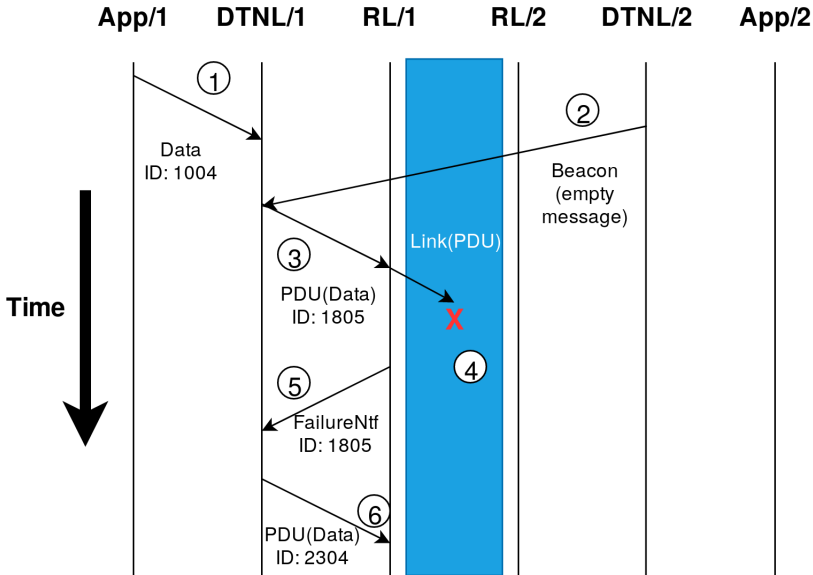 App/1
DTNL/1
RL/1
RL/2
DTNL/2
App/2
1
Data
ID: 1004
2
Beacon
(empty
message)
Link(PDU)
3
PDU(Data)
ID: 1805
Time
X
4
5
FailureNtf
ID: 1805
6
PDU(Data)
ID: 2304